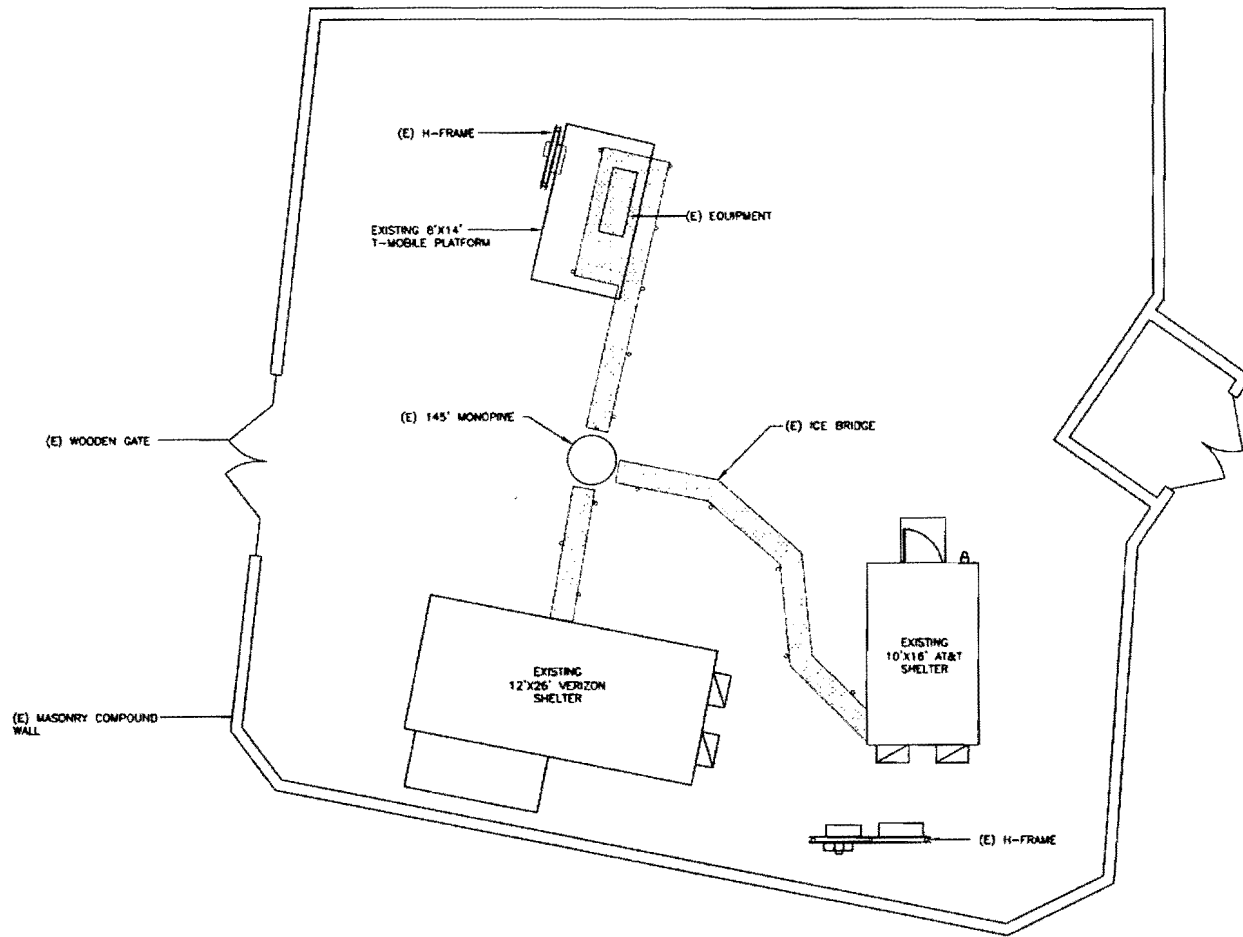 (E) H-FRAME
(E) EQUIPMENT
EXISTING 8'X14'
T-MOBILE PLATFORM
(E) 145' MONOPINE
(E) ICE BRIDGE
(E) WOODEN GATE
EXISTING
10'X16' AT&T
SHELTER
EXISTING
12'X26' VERIZON
SHELTER
(E) MASONRY COMPOUND
WALL
(E) H-FRAME